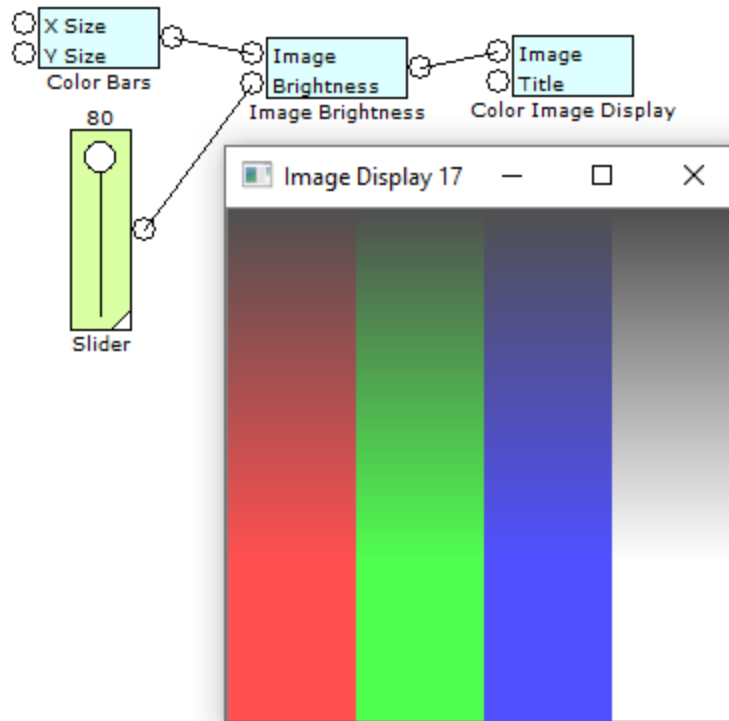 X Size
Y Size
Color Bars
Image
Brightness
Image Brightness
Image
Title
Color Image Display
80
Slider
Image Display 17